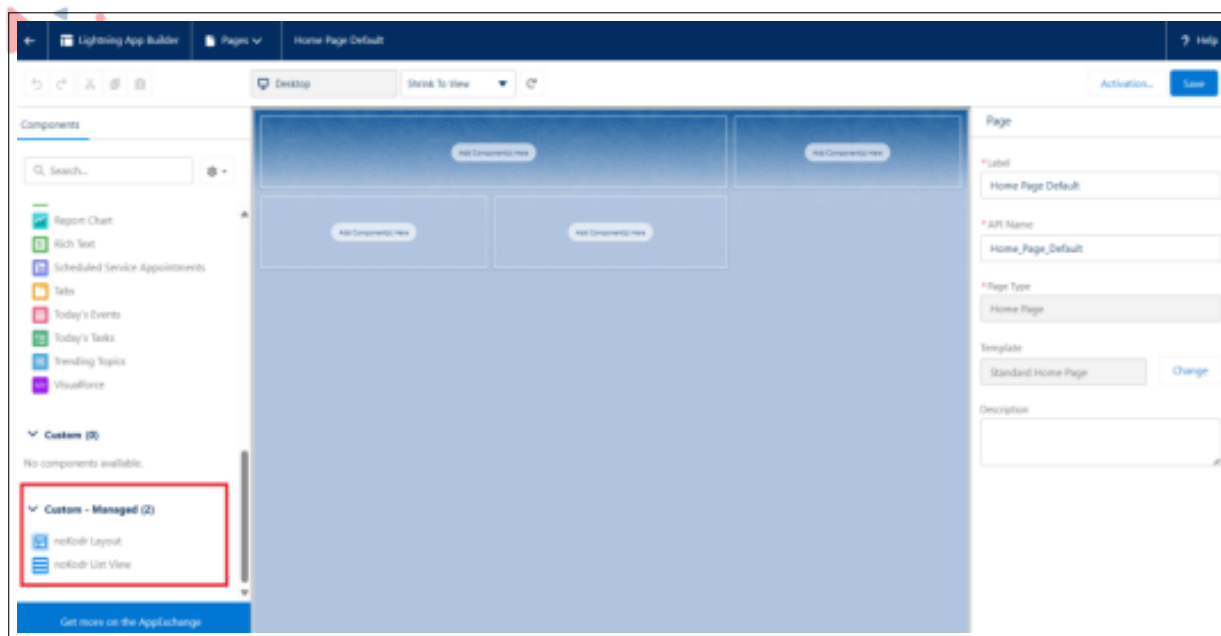 Lightning App Builder
Pages
Home Page Default
? Help
Desktop
Shrink To View
Activation...
Save
Components
Search...
Report Chart
Rich Text
Scheduled Service Appointments
Tabs
Today's Events
Today's Tasks
Trending Topics
Visualforce
Custom (0)
No components available.
Custom - Managed (2)
noKodr Layout
noKodr List View
Get more on the AppExchange
Add Component(s) Here
Add Component(s) Here
Add Component(s) Here
Add Component(s) Here
Page
*Label
Home Page Default
*API Name
Home_Page_Default
*Page Type
Home Page
Template
Standard Home Page
Change
Description